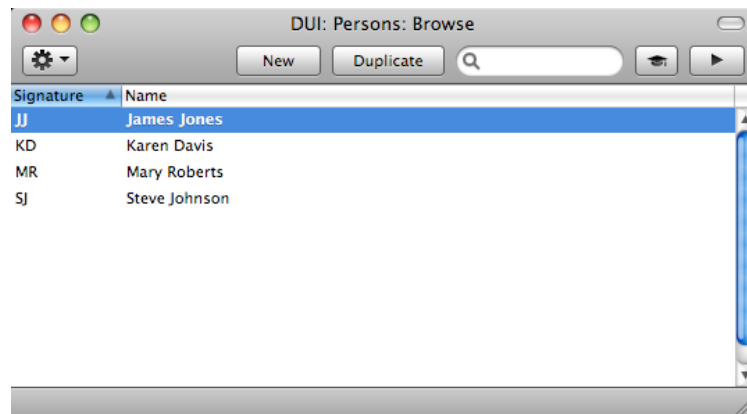 DUI: Persons: Browse
New Duplicate
Signature Name
JJ James Jones
KD Karen Davis
MR Mary Roberts
SJ Steve Johnson